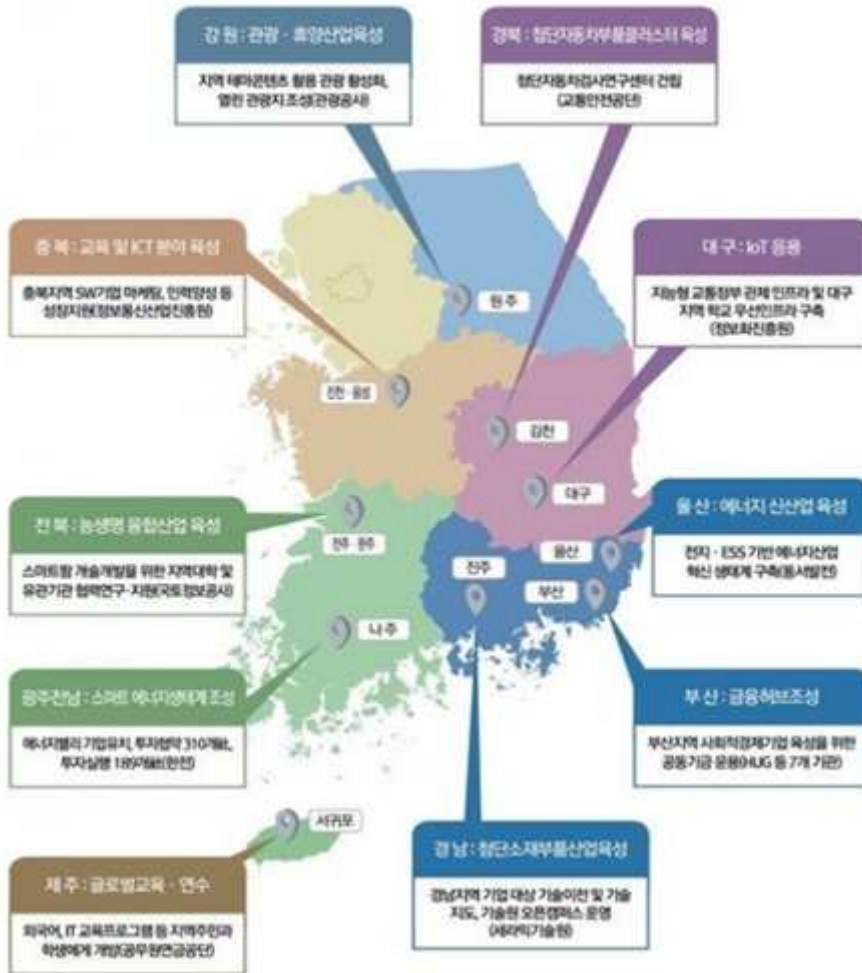 강원 : 관광 · 휴양산업육성
지역 테마콘텐츠 활용 관광 활성화,
열린 관광지 조성(관광공사)
경북 : 첨단자동차부품클러스터 육성
첨단자동차검사연구센터 건립
(교통안전공단)
충북 : 교육 및 ICT 분야 육성
충북지역 SW기업 마케팅, 인력양성 등
성장지원(정보통신산업진흥원)
대구 : IoT 응용
지능형 교통정부 관제 인프라 및 대구
지역 학교 무선인프라 구축
(정보화진흥원)
원주
진천 · 음성
김천
대구
전북 : 농생명 융합산업 육성
스마트팜 개술개발을 위한 지역대학 및
유관기관 협력연구·지원(국토정보공사)
전주 · 완주
울산 : 에너지 신산업 육성
전지 · ESS 기반 에너지산업
혁신 생태계 구축(동서발전)
울산
진주
부산
나주
광주전남 : 스마트 에너지생태계 조성
에너지밸리 기업유치, 투자협약 310개社,
투자실행 189개社(한전)
부산 : 금융허브조성
부산지역 사회적경제기업 육성을 위한
공동기금 운용(HUG 등 7개 기관)
서귀포
제주 : 글로벌교육 · 연수
외국어, IT 교육프로그램 등 지역주민과
학생에게 개방(공무원연금공단)
경남 : 첨단소재부품산업육성
경남지역 기업 대상 기술이전 및 기술
지도, 기술원 오픈캠퍼스 운영
(세라믹기술원)